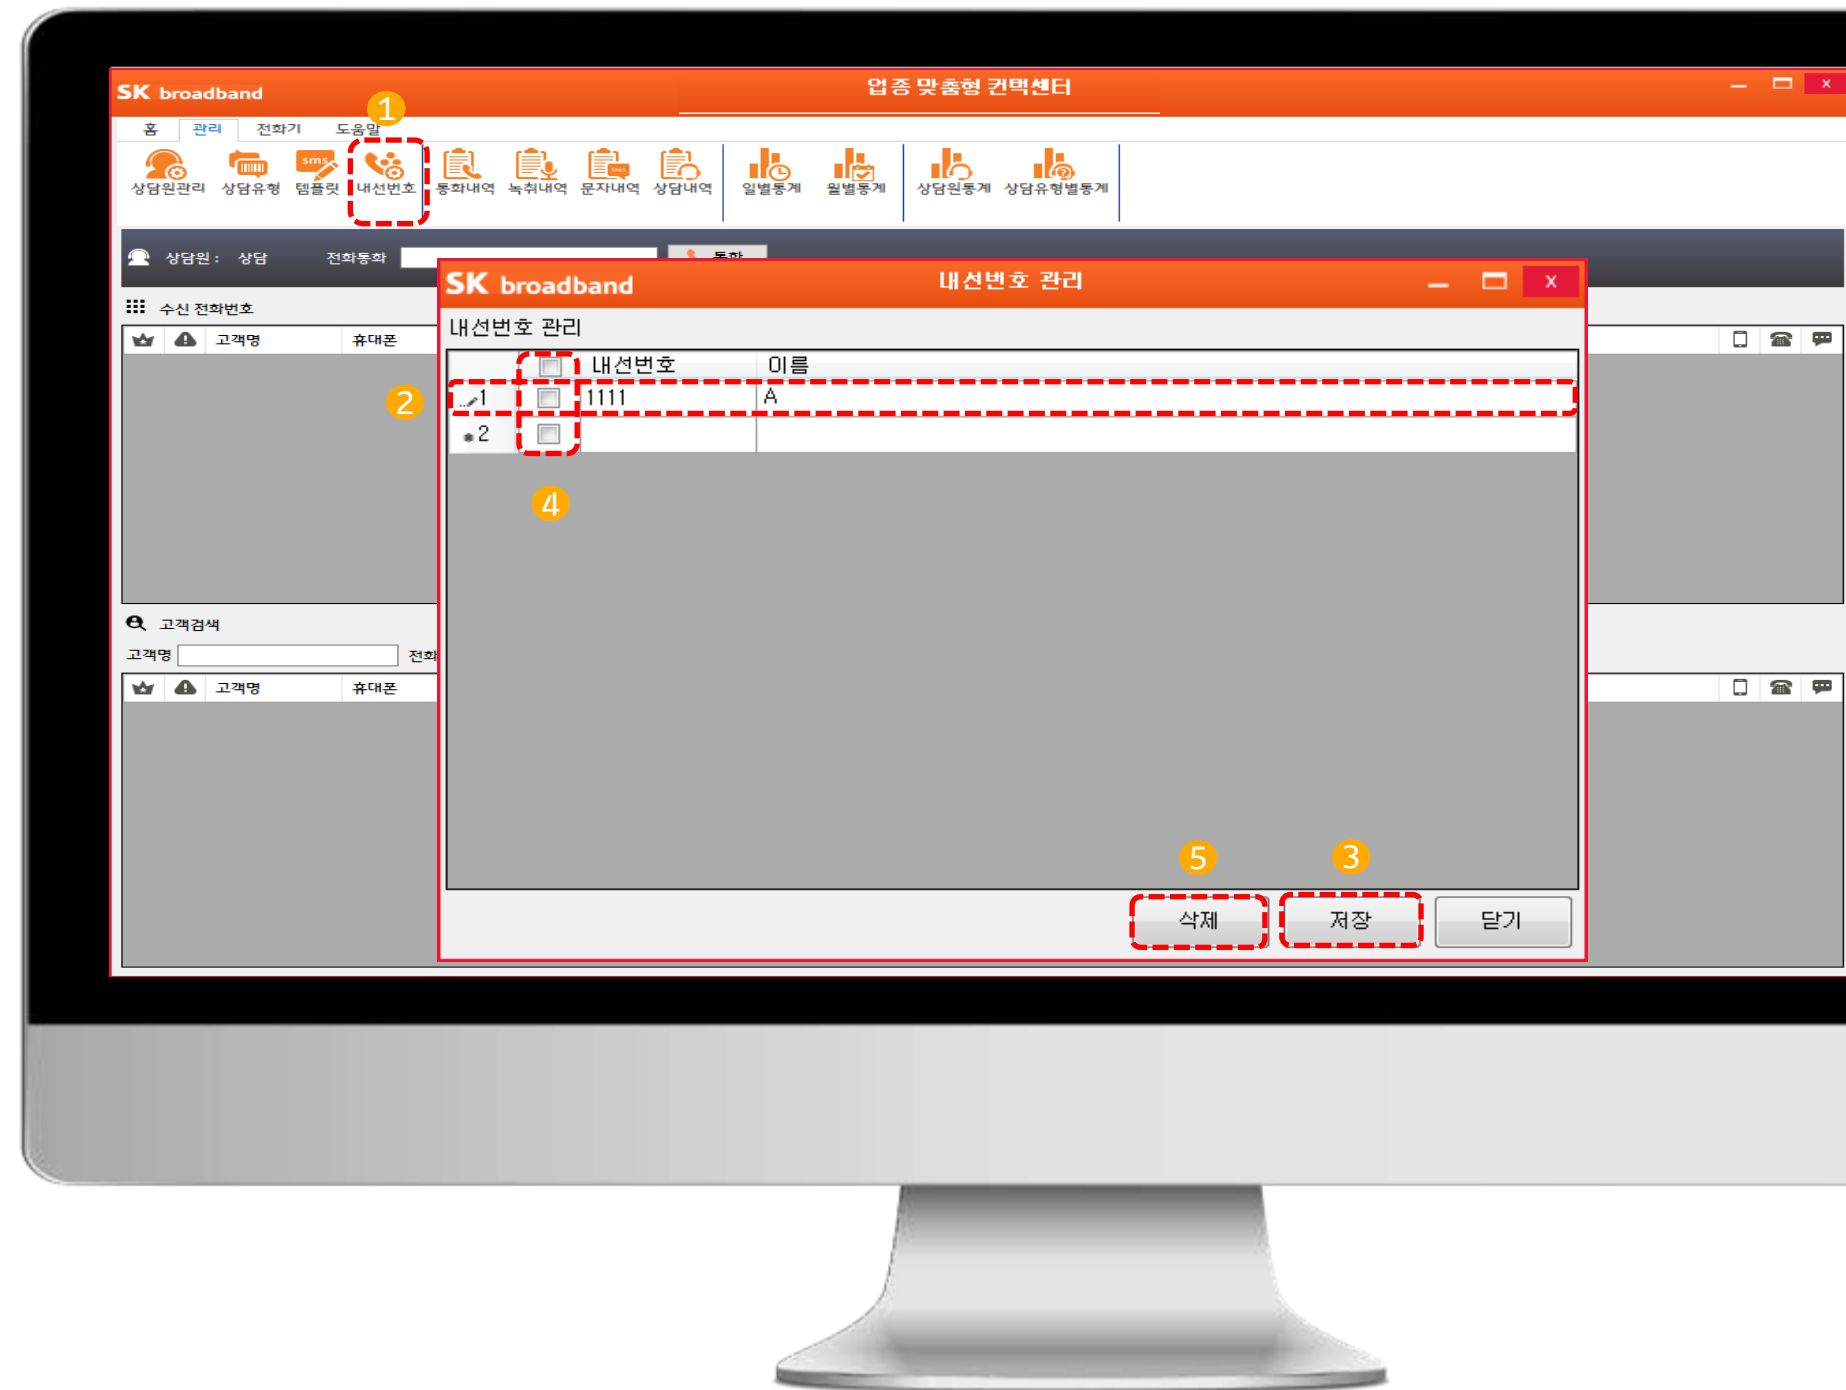 SK broadband
업종 맞춤형 컨택센터
1
홈 관리 전화기 도움말
상담원관리 상담유형 템플릿 내선번호 통화내역 녹취내역 문자내역 상담내역 일별통계 월별통계 상담원통계 상담유형별통계
상담원 : 상담 전화통화 통화
수신 전화번호
고객명 휴대폰
SK broadband 내선번호 관리
내선번호 관리
내선번호 이름
2
1 1111 A
2
4
고객검색
고객명 전화
고객명 휴대폰
5 3
삭제 저장 닫기